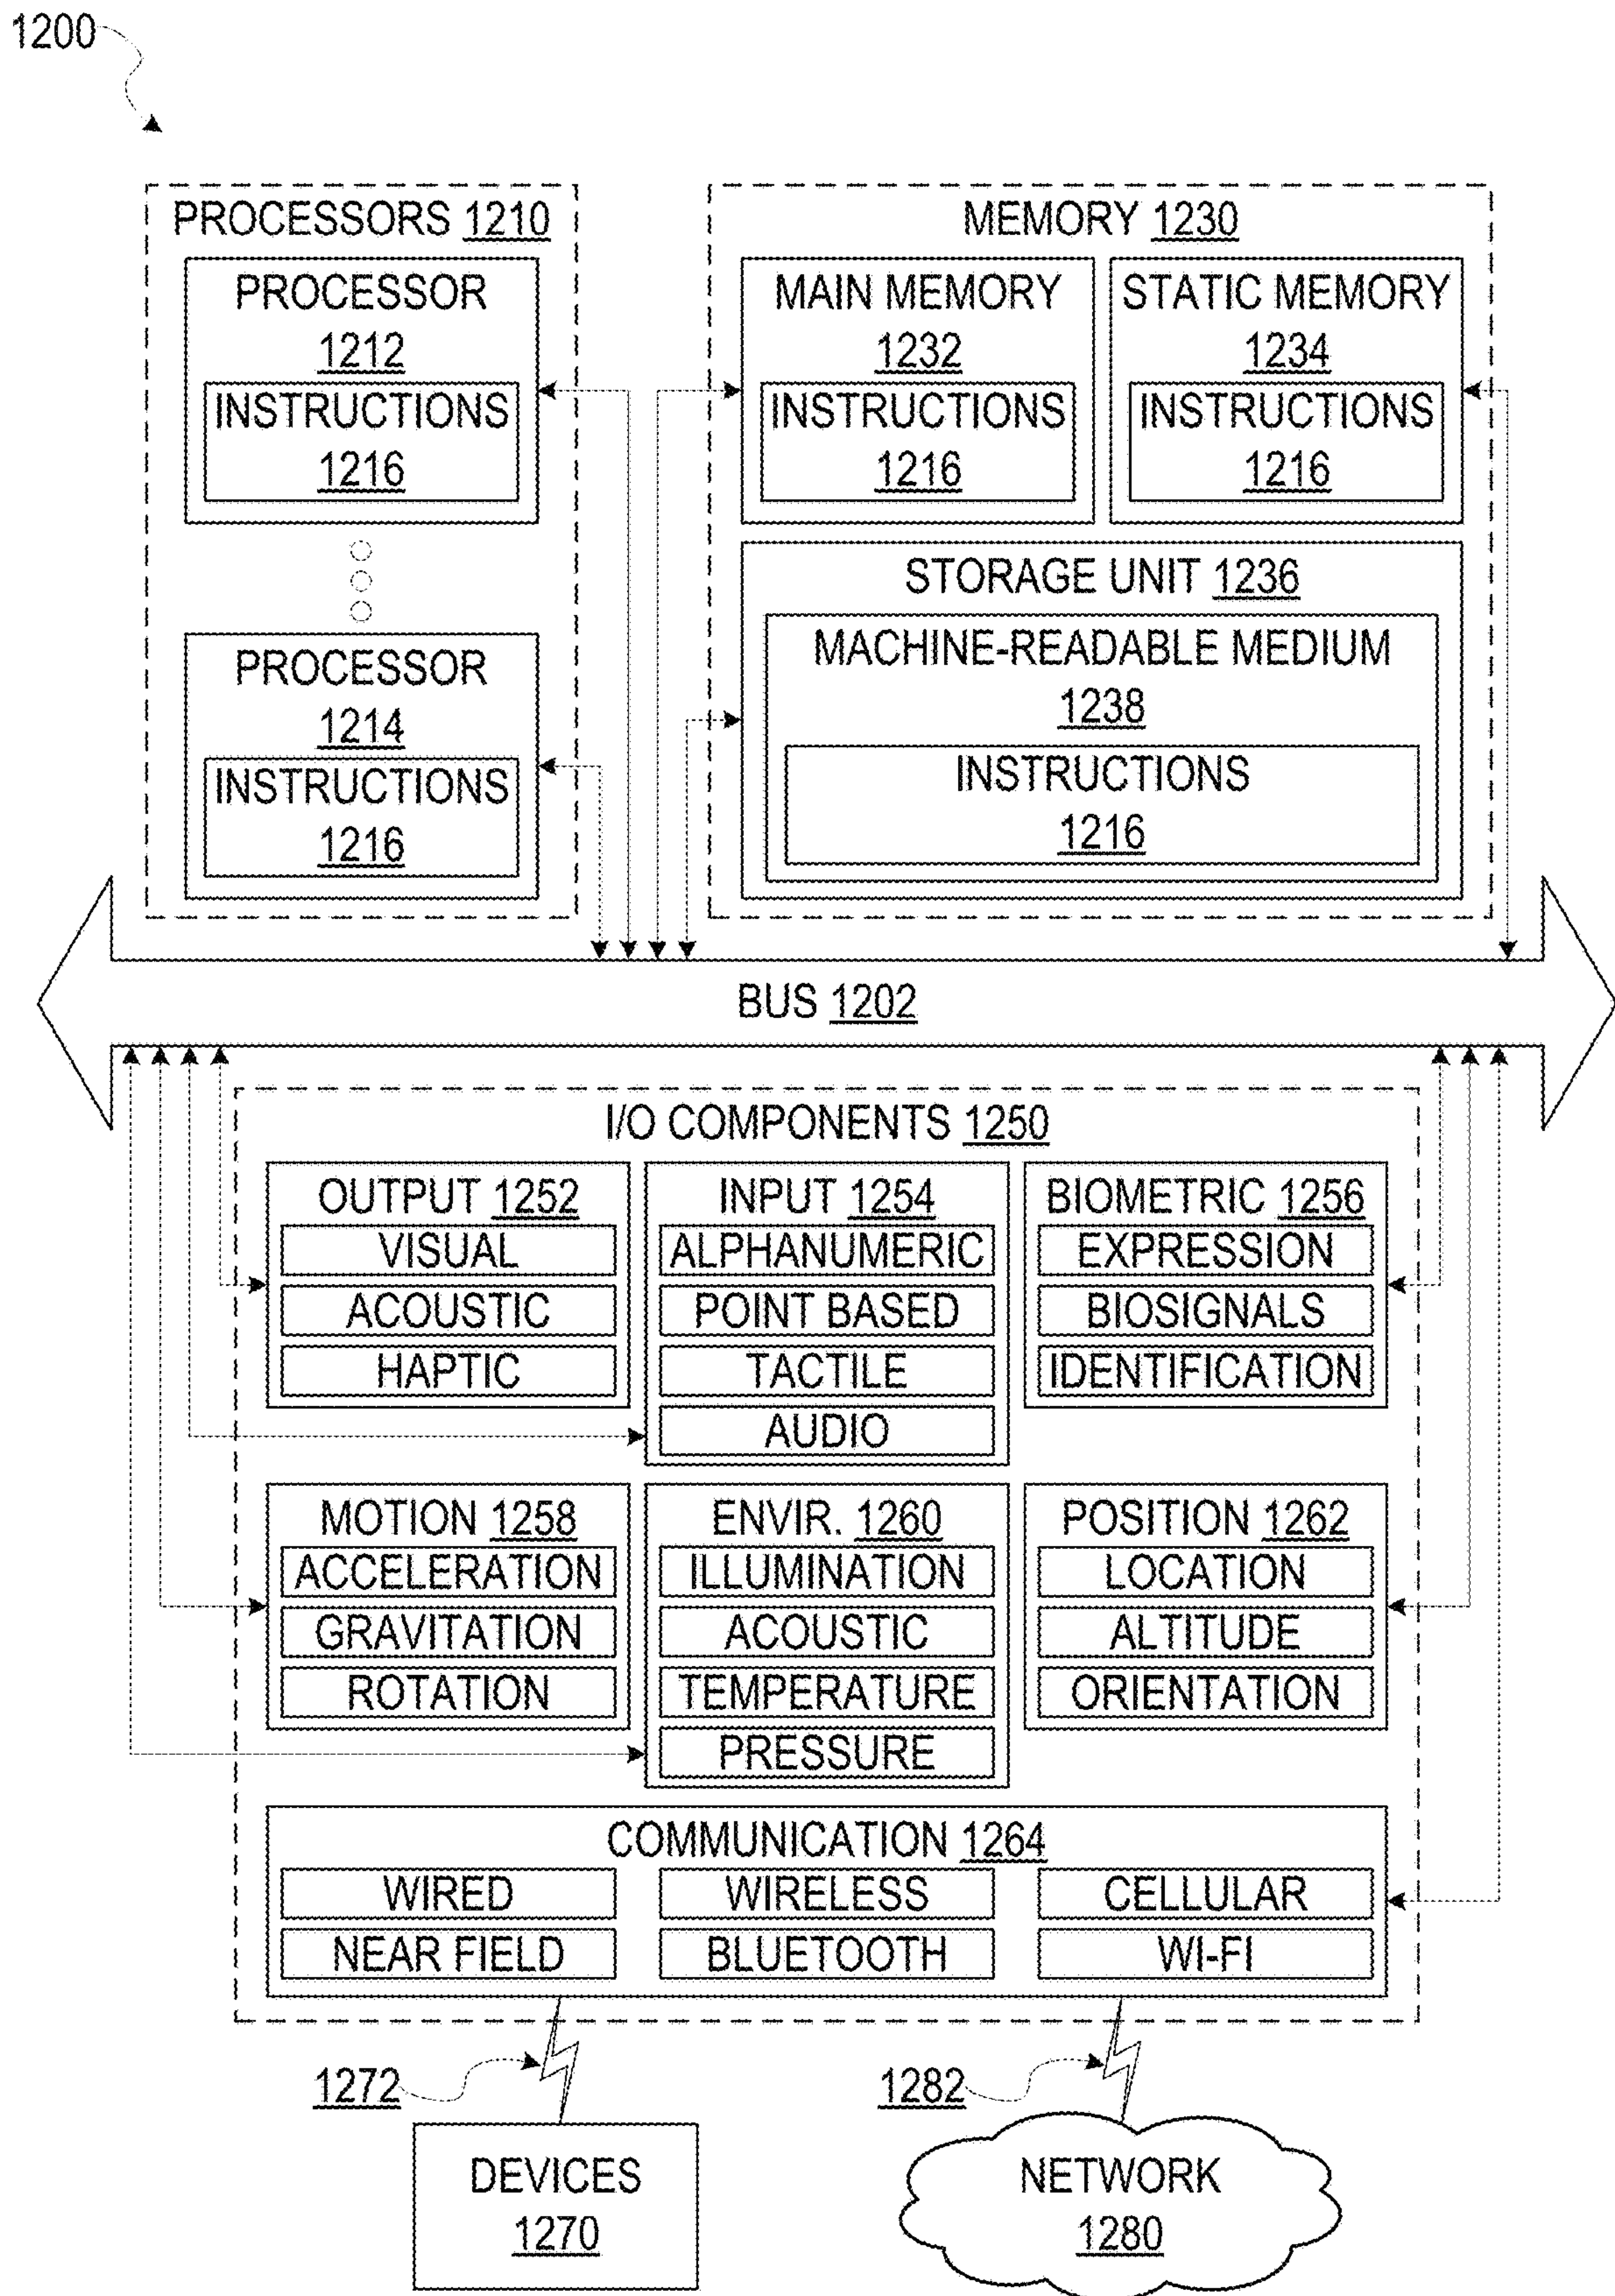 1200
PROCESSORS 1210
PROCESSOR
1212
INSTRUCTIONS
1216
PROCESSOR
1214
INSTRUCTIONS
1216
MEMORY 1230
MAIN MEMORY
1232
INSTRUCTIONS
1216
STATIC MEMORY
1234
INSTRUCTIONS
1216
STORAGE UNIT 1236
MACHINE-READABLE MEDIUM
1238
INSTRUCTIONS
1216
BUS 1202
I/O COMPONENTS 1250
OUTPUT 1252
VISUAL
ACOUSTIC
HAPTIC
INPUT 1254
ALPHANUMERIC
POINT BASED
TACTILE
AUDIO
BIOMETRIC 1256
EXPRESSION
BIOSIGNALS
IDENTIFICATION
MOTION 1258
ACCELERATION
GRAVITATION
ROTATION
ENVIR. 1260
ILLUMINATION
ACOUSTIC
TEMPERATURE
PRESSURE
POSITION 1262
LOCATION
ALTITUDE
ORIENTATION
COMMUNICATION 1264
WIRED
WIRELESS
CELLULAR
NEAR FIELD
BLUETOOTH
WI-FI
1272
1282
DEVICES
1270
NETWORK
1280